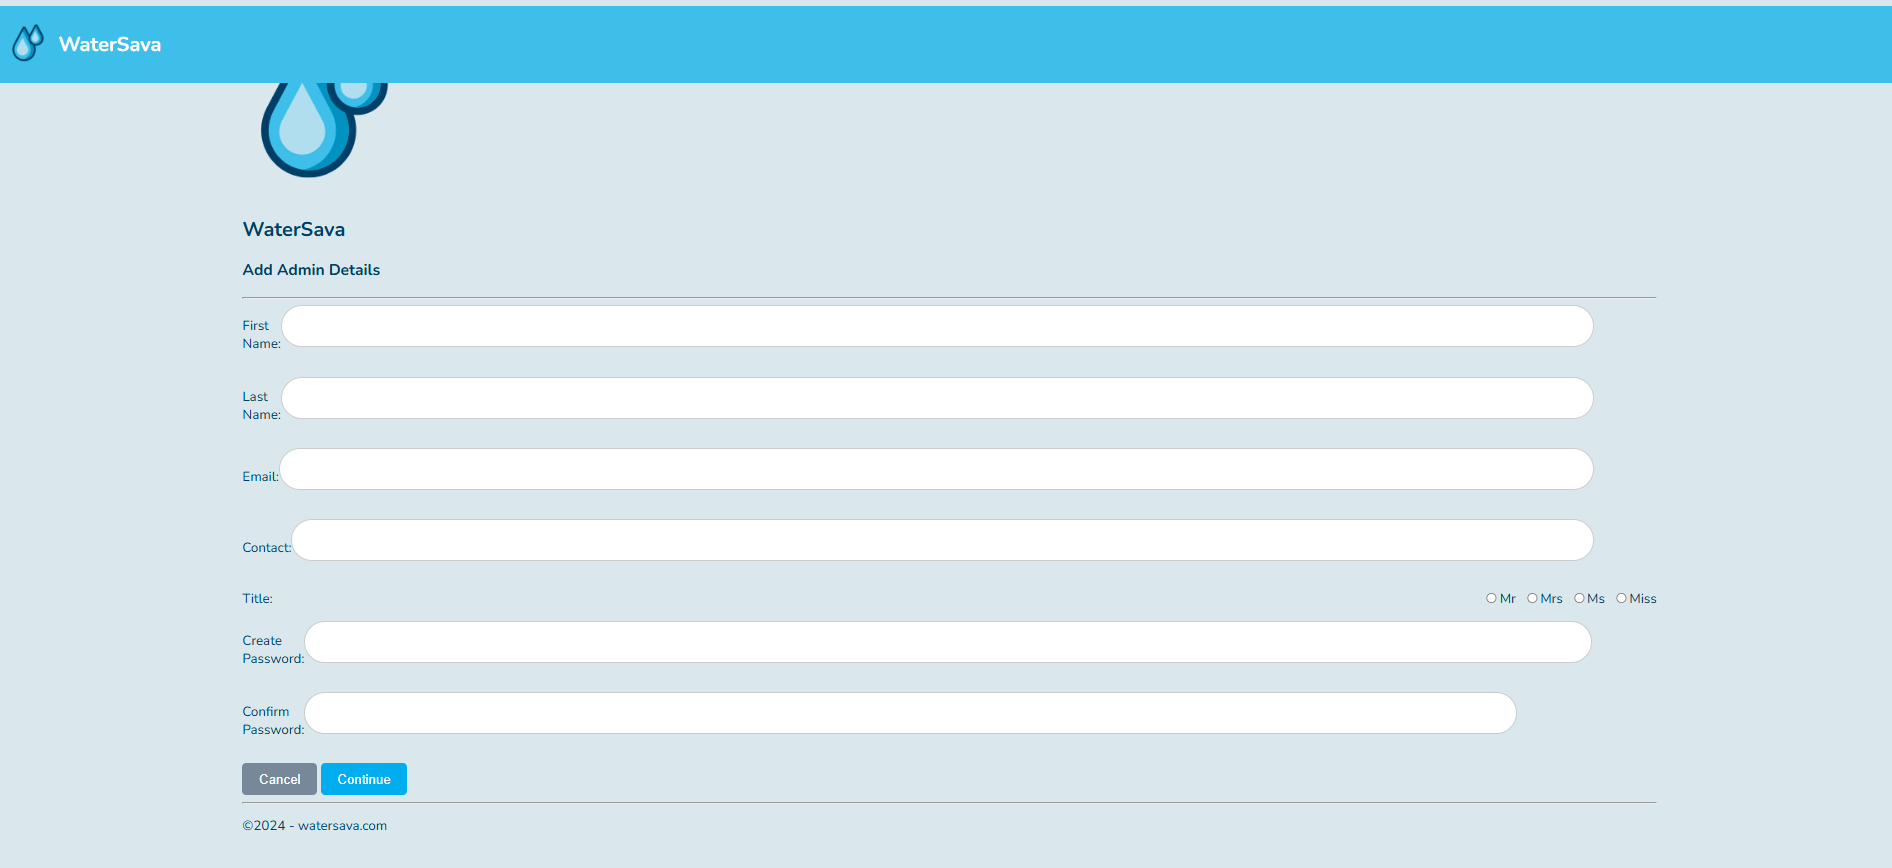 WaterSava
WaterSava
Add Admin Details
First
Name:
Last
Name:
Email:
Contact:
Title: Mr Mrs Ms Miss
Create
Password:
Confirm
Password:
Cancel Continue
©2024 - watersava.com